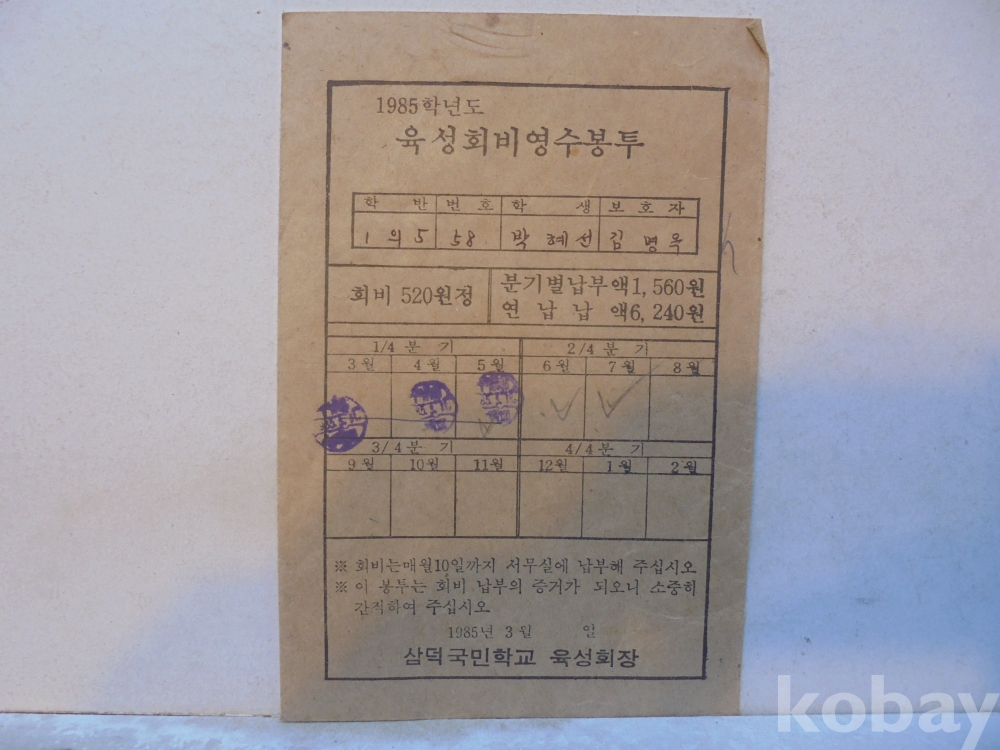 1985학년도
육성회비영수봉투
학 반 번 호 학 생 보 호 자
1 의 5 58 박 혜 선 김 명 옥
회비 520원정
분기별납부액1,560원
연 납 납 액6,240원
1/4 분 기 2/4 분 기
3월 4월 5월 6월 7월 8월
3/4 분 기 4/4 분 기
9월 10월 11월 12월 1월 2월
※ 회비는매월10일까지 서무실에 납부해 주십시오
※ 이 봉투는 회비 납부의 증거가 되오니 소중히
간직하여 주십시오
1985년 3월 일
삼덕국민학교 육성회장
kobay